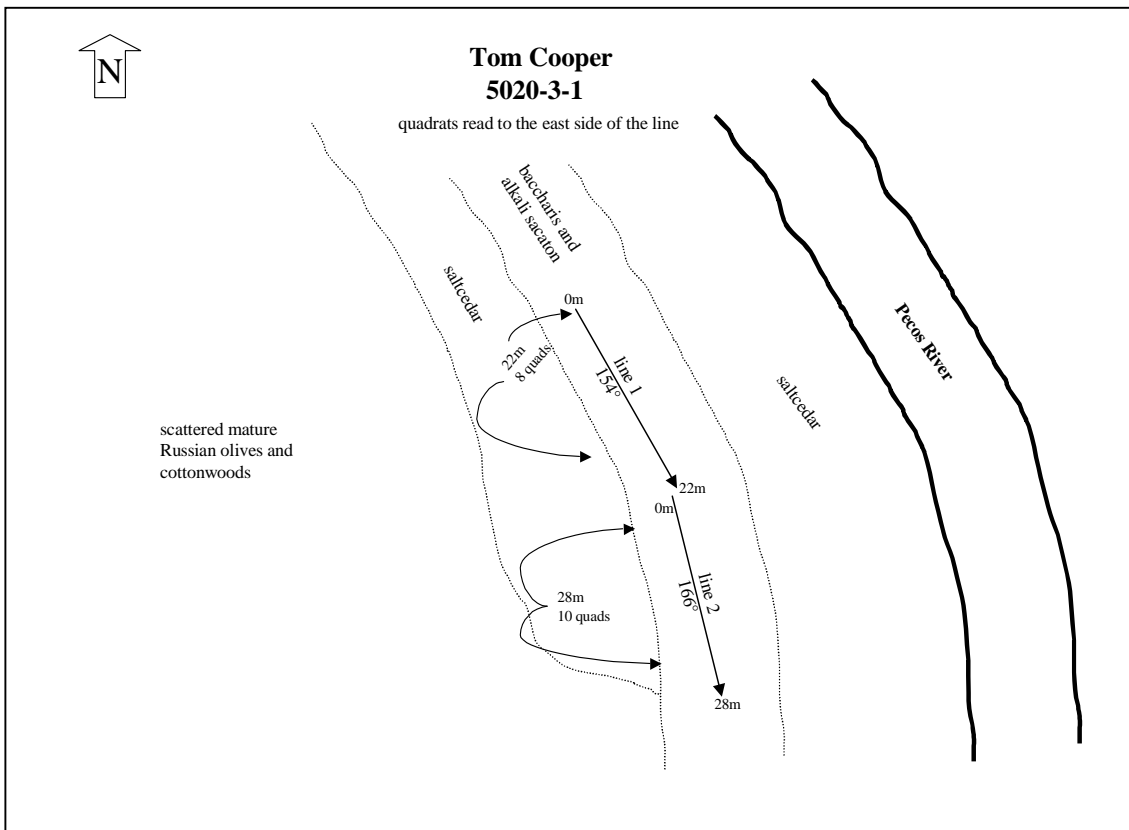 N
Tom Cooper
5020-3-1
quadrats read to the east side of the line
baccharis and
alkali sacaton
saltcedar
0m
22m
8 quads
line 1
154°
Pecos River
saltcedar
scattered mature
Russian olives and
cottonwoods
22m
0m
line 2
166°
28m
10 quads
28m